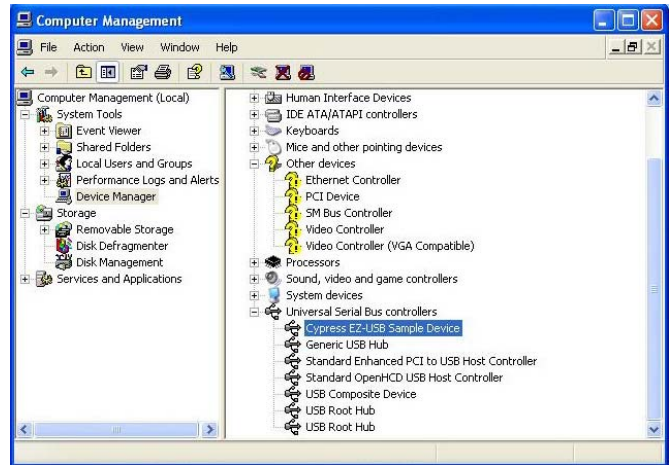 Computer Management
File Action View Window Help
Computer Management (Local)
System Tools
Event Viewer
Shared Folders
Local Users and Groups
Performance Logs and Alerts
Device Manager
Storage
Removable Storage
Disk Defragmenter
Disk Management
Services and Applications
Human Interface Devices
IDE ATA/ATAPI controllers
Keyboards
Mice and other pointing devices
Other devices
Ethernet Controller
PCI Device
SM Bus Controller
Video Controller
Video Controller (VGA Compatible)
Processors
Sound, video and game controllers
System devices
Universal Serial Bus controllers
Cypress EZ-USB Sample Device
Generic USB Hub
Standard Enhanced PCI to USB Host Controller
Standard OpenHCD USB Host Controller
USB Composite Device
USB Root Hub
USB Root Hub